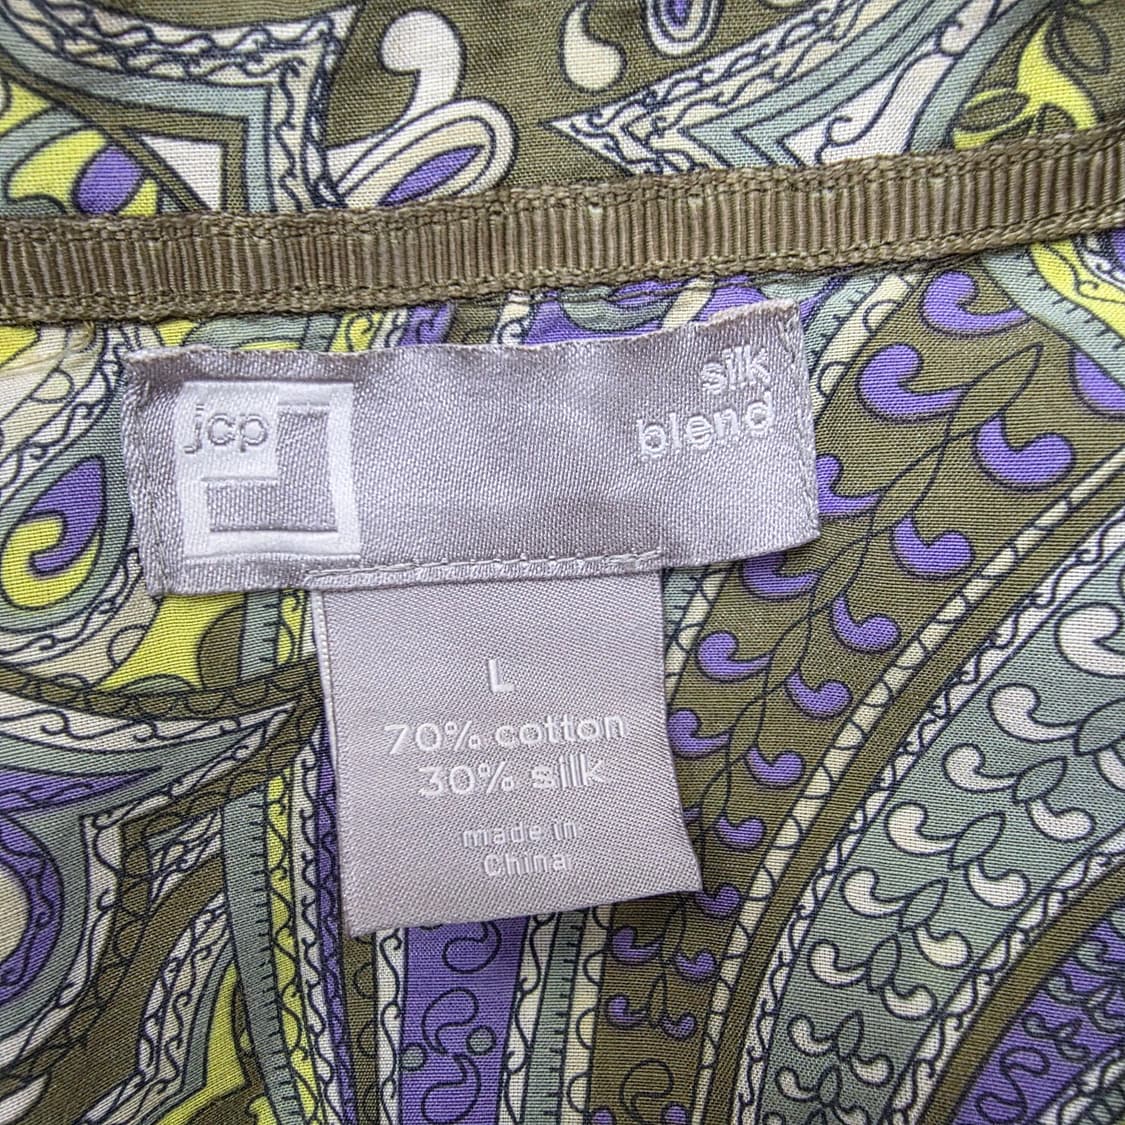 jcp
silk
blend
L
70% cotton
30% silk
made in
China